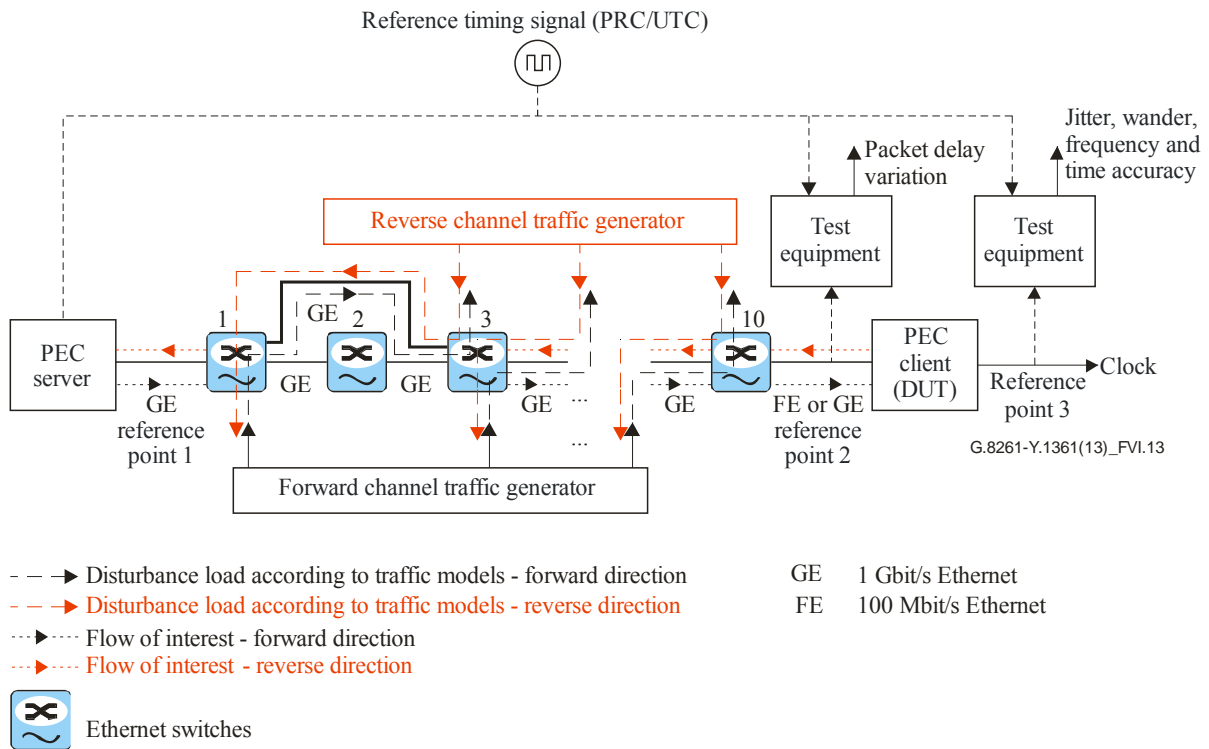 Reference timing signal (PRC/UTC)
Jitter, wander,
frequency and
time accuracy
Packet delay
variation
Reverse channel traffic generator
Test
equipment
Test
equipment
1
GE
2
3
10
PEC
server
GE
GE
PEC
client
(DUT)
Clock
GE
reference
point 1
GE
...
...
GE
FE or GE
reference
point 2
Reference
point 3
G.8261-Y.1361(13)_FVI.13
Forward channel traffic generator
Disturbance load according to traffic models - forward direction
Disturbance load according to traffic models - reverse direction
Flow of interest - forward direction
Flow of interest - reverse direction
Ethernet switches
GE 1 Gbit/s Ethernet
FE 100 Mbit/s Ethernet